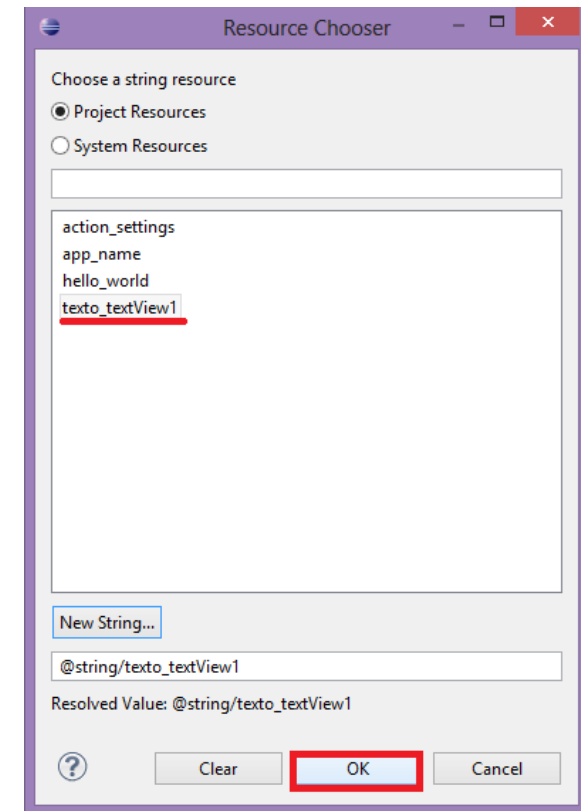 Resource Chooser
Choose a string resource
Project Resources
System Resources
action_settings
app_name
hello_world
texto_textView1
New String...
@string/texto_textView1
Resolved Value: @string/texto_textView1
? Clear OK Cancel